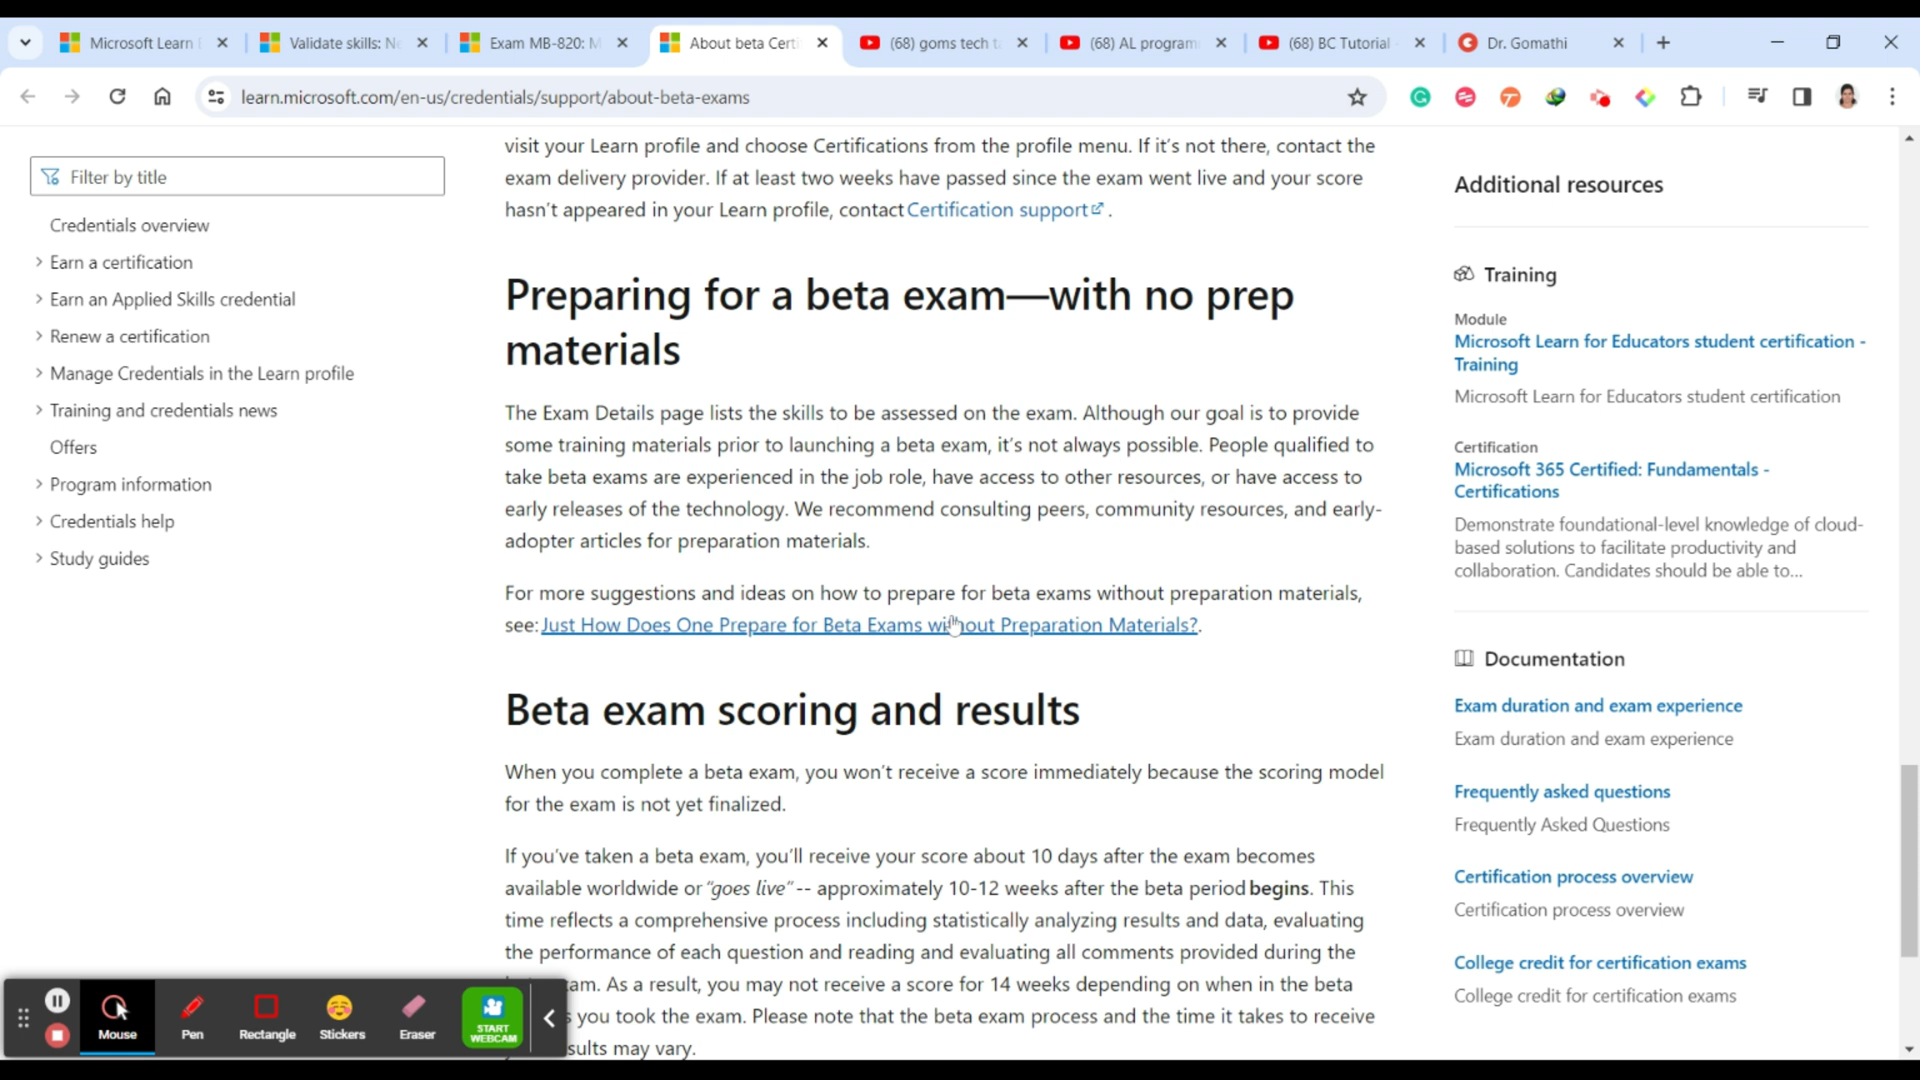 Microsoft Learn
Validate skills: Ne
Exam MB-820: M
About beta Certi
(68) goms tech t
(68) AL program
(68) BC Tutorial
Dr. Gomathi
learn.microsoft.com/en-us/credentials/support/about-beta-exams
Filter by title
Credentials overview
Earn a certification
Earn an Applied Skills credential
Renew a certification
Manage Credentials in the Learn profile
Training and credentials news
Offers
Program information
Credentials help
Study guides
visit your Learn profile and choose Certifications from the profile menu. If it's not there, contact the
exam delivery provider. If at least two weeks have passed since the exam went live and your score
hasn't appeared in your Learn profile, contact Certification support .
Preparing for a beta exam—with no prep
materials
The Exam Details page lists the skills to be assessed on the exam. Although our goal is to provide
some training materials prior to launching a beta exam, it's not always possible. People qualified to
take beta exams are experienced in the job role, have access to other resources, or have access to
early releases of the technology. We recommend consulting peers, community resources, and early-
adopter articles for preparation materials.
For more suggestions and ideas on how to prepare for beta exams without preparation materials,
see: Just How Does One Prepare for Beta Exams without Preparation Materials?.
Beta exam scoring and results
When you complete a beta exam, you won't receive a score immediately because the scoring model
for the exam is not yet finalized.
If you've taken a beta exam, you'll receive your score about 10 days after the exam becomes
available worldwide or "goes live" -- approximately 10-12 weeks after the beta period begins. This
time reflects a comprehensive process including statistically analyzing results and data, evaluating
the performance of each question and reading and evaluating all comments provided during the
am. As a result, you may not receive a score for 14 weeks depending on when in the beta
s you took the exam. Please note that the beta exam process and the time it takes to receive
sults may vary.
Additional resources
Training
Module
Microsoft Learn for Educators student certification -
Training
Microsoft Learn for Educators student certification
Certification
Microsoft 365 Certified: Fundamentals -
Certifications
Demonstrate foundational-level knowledge of cloud-
based solutions to facilitate productivity and
collaboration. Candidates should be able to...
Documentation
Exam duration and exam experience
Exam duration and exam experience
Frequently asked questions
Frequently Asked Questions
Certification process overview
Certification process overview
College credit for certification exams
College credit for certification exams
Mouse
Pen
Rectangle
Stickers
Eraser
START
WEBCAM